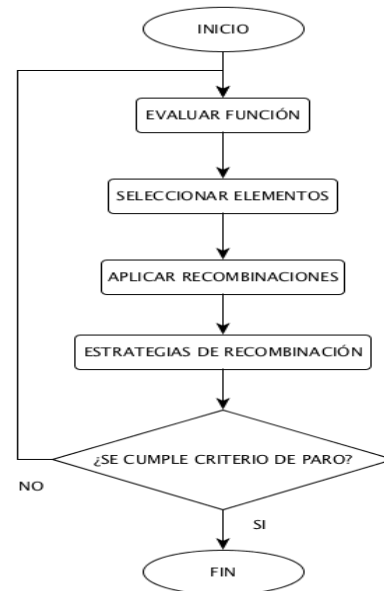 INICIO
EVALUAR FUNCIÓN
SELECCIONAR ELEMENTOS
APLICAR RECOMBINACIONES
ESTRATEGIAS DE RECOMBINACIÓN
¿SE CUMPLE CRITERIO DE PARO?
NO
SI
FIN